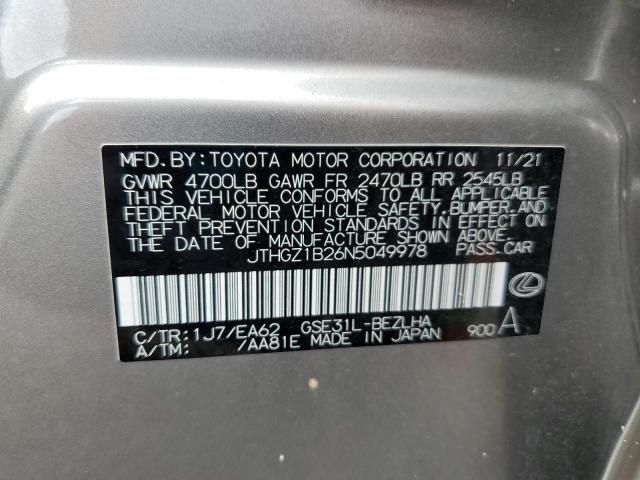 MFD. BY: TOYOTA MOTOR CORPORATION 11/21
GVWR 4700LB GAWR FR 2470LB RR 2545LB
THIS VEHICLE CONFORMS TO ALL APPLICABLE
FEDERAL MOTOR VEHICLE SAFETY, BUMPER, AND
THEFT PREVENTION STANDARDS IN EFFECT ON
THE DATE OF MANUFACTURE SHOWN ABOVE.
JTHGZ1B26N5049978 PASS. CAR
C/TR: 1J7/EA62 GSE31L-BEZLHA
A/TM: /AA81E MADE IN JAPAN 900 A